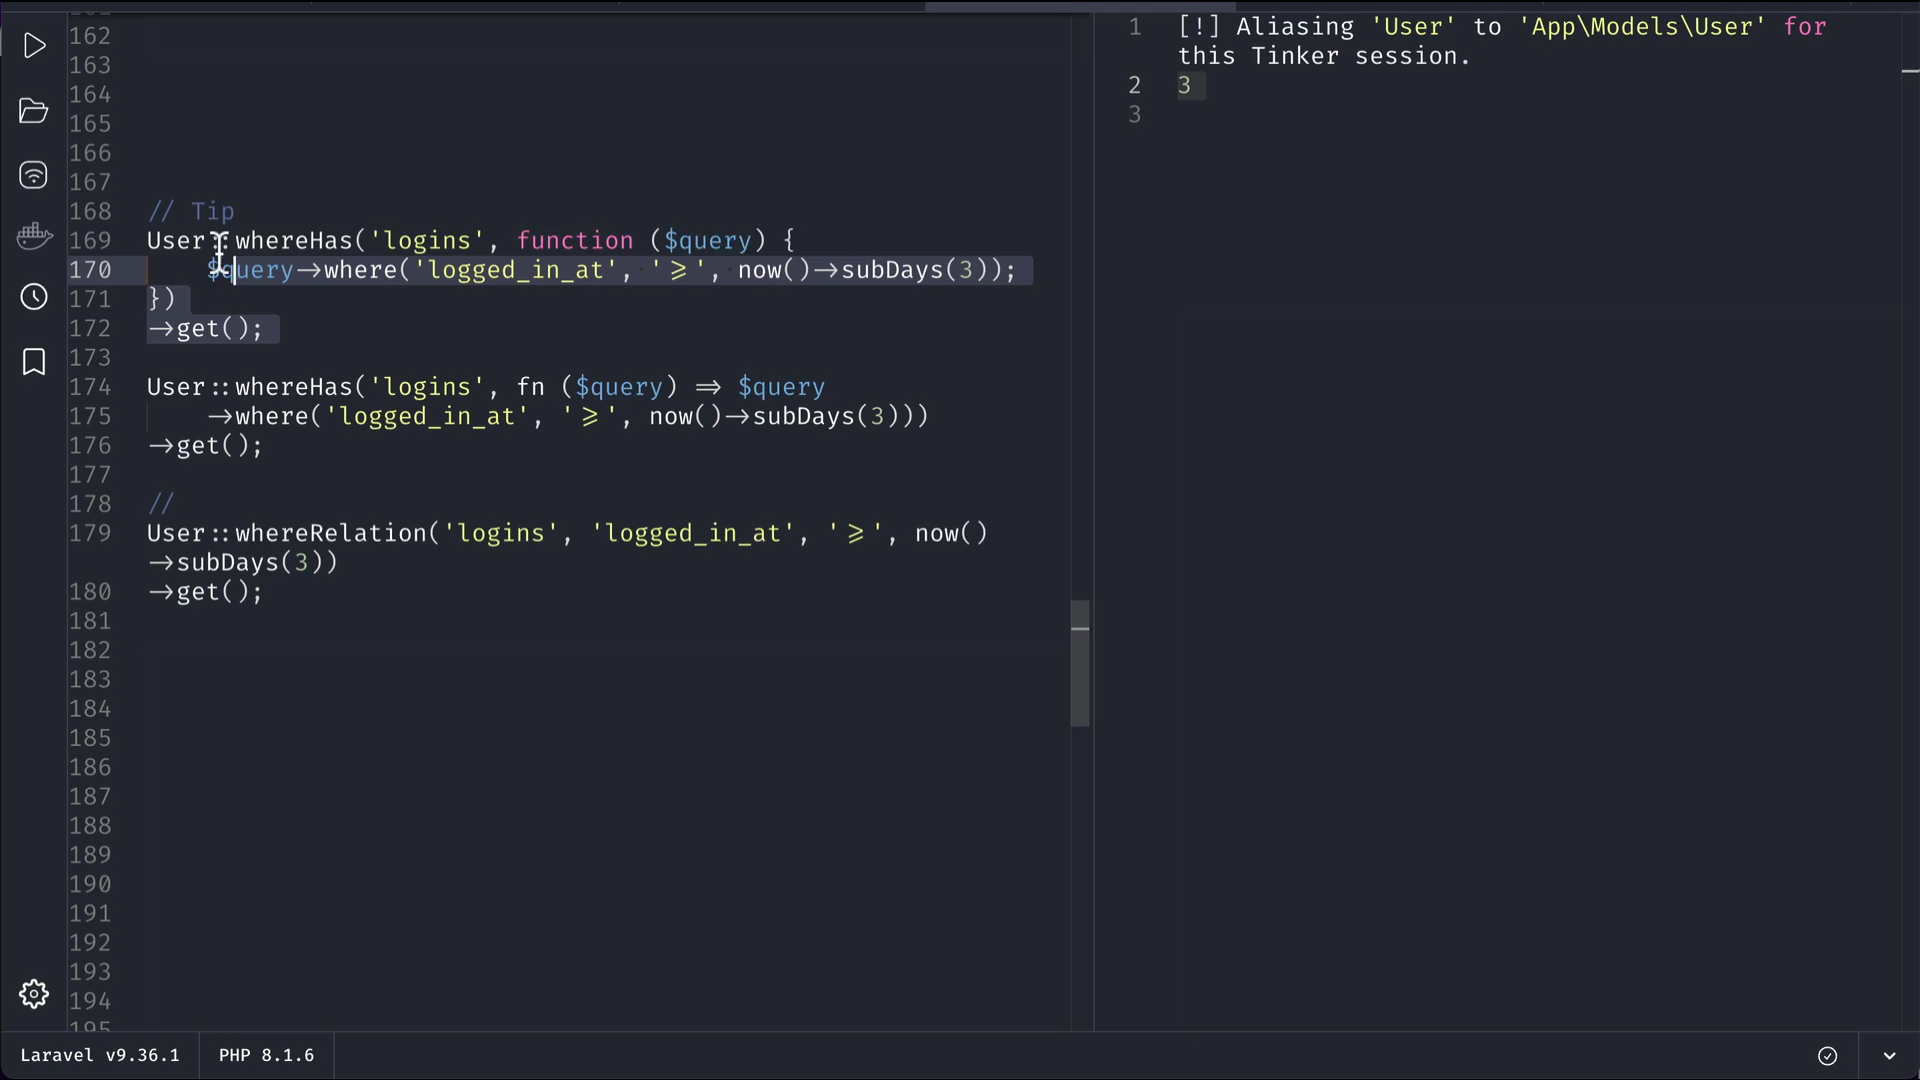 162
163
164
165
166
167
168 // Tip
169 User::whereHas('logins', function ($query) {
170     $query->where('logged_in_at', '>=', now()->subDays(3));
171 })
172 ->get();
173
174 User::whereHas('logins', fn ($query) => $query
175     ->where('logged_in_at', '>=', now()->subDays(3)))
176 ->get();
177
178 //
179 User::whereRelation('logins', 'logged_in_at', '>=', now()
->subDays(3))
180 ->get();
181
182
183
184
185
186
187
188
189
190
191
192
193
194
195
1 [!] Aliasing 'User' to 'App\Models\User' for
this Tinker session.
2 3
3
Laravel v9.36.1
PHP 8.1.6